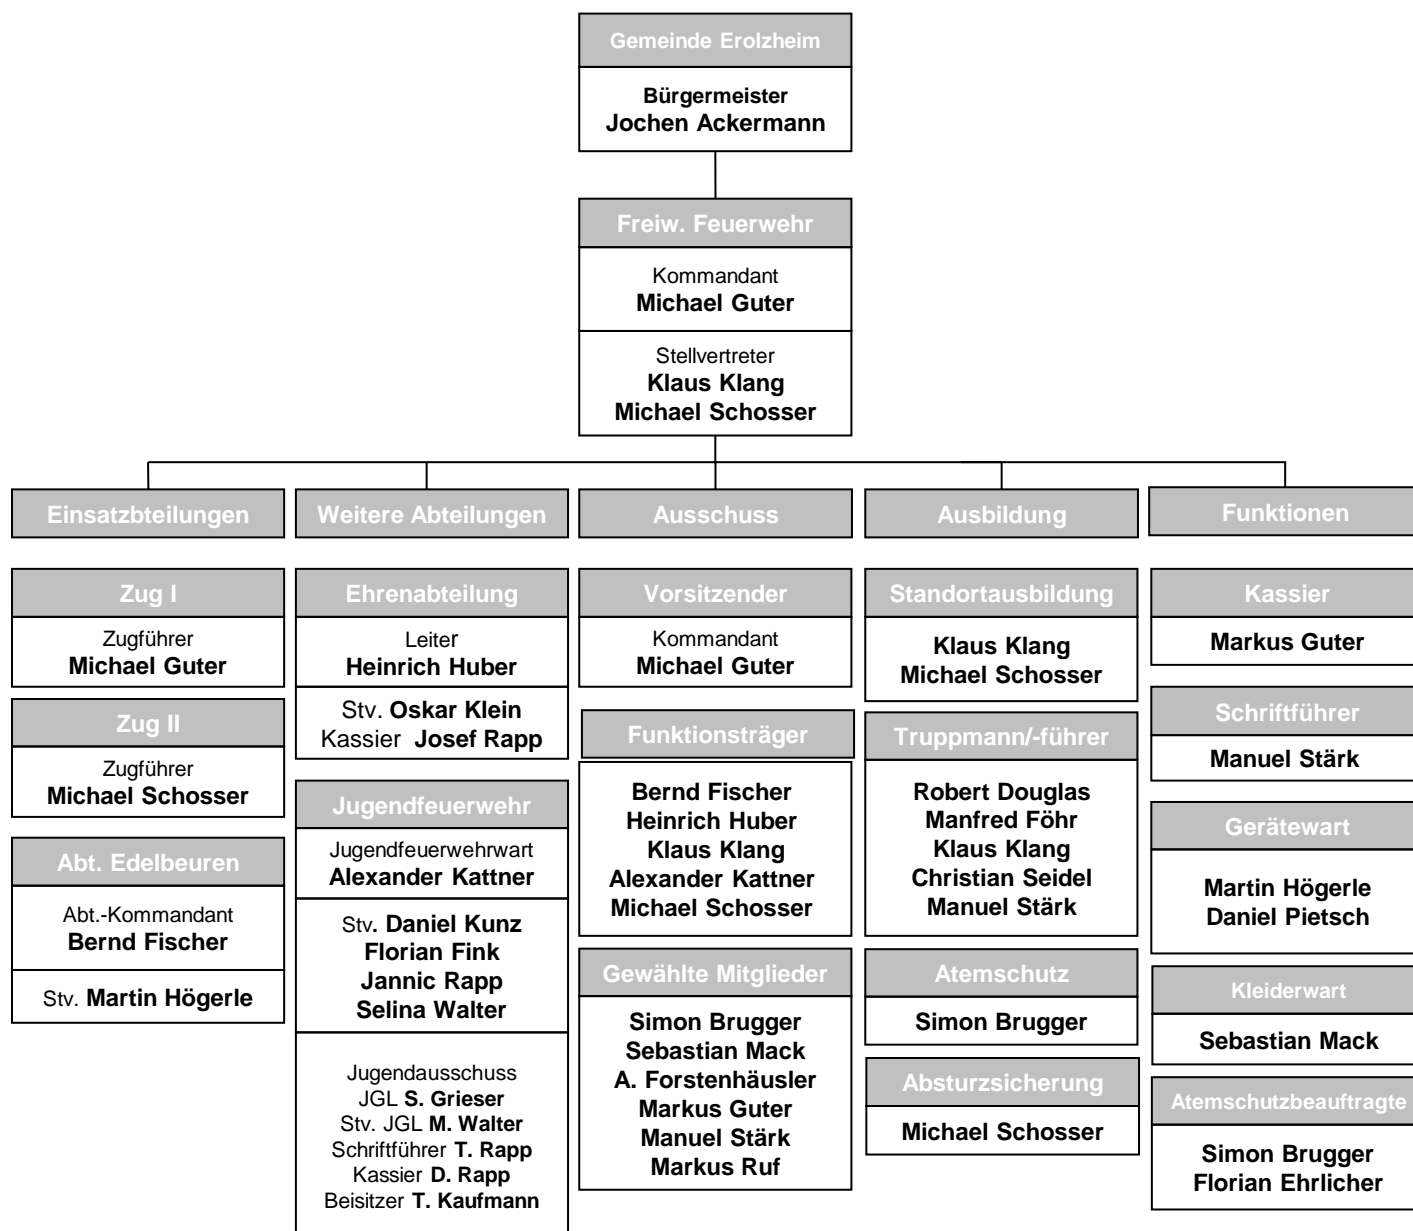 Gemeinde Erolzheim
Bürgermeister
Jochen Ackermann
Freiw. Feuerwehr
Kommandant
Michael Guter
Stellvertreter
Klaus Klang
Michael Schosser
Einsatzbteilungen
Zug I
Zugführer
Michael Guter
Zug II
Zugführer
Michael Schosser
Abt. Edelbeuren
Abt.-Kommandant
Bernd Fischer
Stv. Martin Högerle
Weitere Abteilungen
Ehrenabteilung
Leiter
Heinrich Huber
Stv. Oskar Klein
Kassier Josef Rapp
Jugendfeuerwehr
Jugendfeuerwehrwart
Alexander Kattner
Stv. Daniel Kunz
Florian Fink
Jannic Rapp
Selina Walter
Jugendausschuss
JGL S. Grieser
Stv. JGL M. Walter
Schriftführer T. Rapp
Kassier D. Rapp
Beisitzer T. Kaufmann
Ausschuss
Vorsitzender
Kommandant
Michael Guter
Funktionsträger
Bernd Fischer
Heinrich Huber
Klaus Klang
Alexander Kattner
Michael Schosser
Gewählte Mitglieder
Simon Brugger
Sebastian Mack
A. Forstenhäusler
Markus Guter
Manuel Stärk
Markus Ruf
Ausbildung
Standortausbildung
Klaus Klang
Michael Schosser
Truppmann/-führer
Robert Douglas
Manfred Föhr
Klaus Klang
Christian Seidel
Manuel Stärk
Atemschutz
Simon Brugger
Absturzsicherung
Michael Schosser
Funktionen
Kassier
Markus Guter
Schriftführer
Manuel Stärk
Gerätewart
Martin Högerle
Daniel Pietsch
Kleiderwart
Sebastian Mack
Atemschutzbeauftragte
Simon Brugger
Florian Ehrlicher